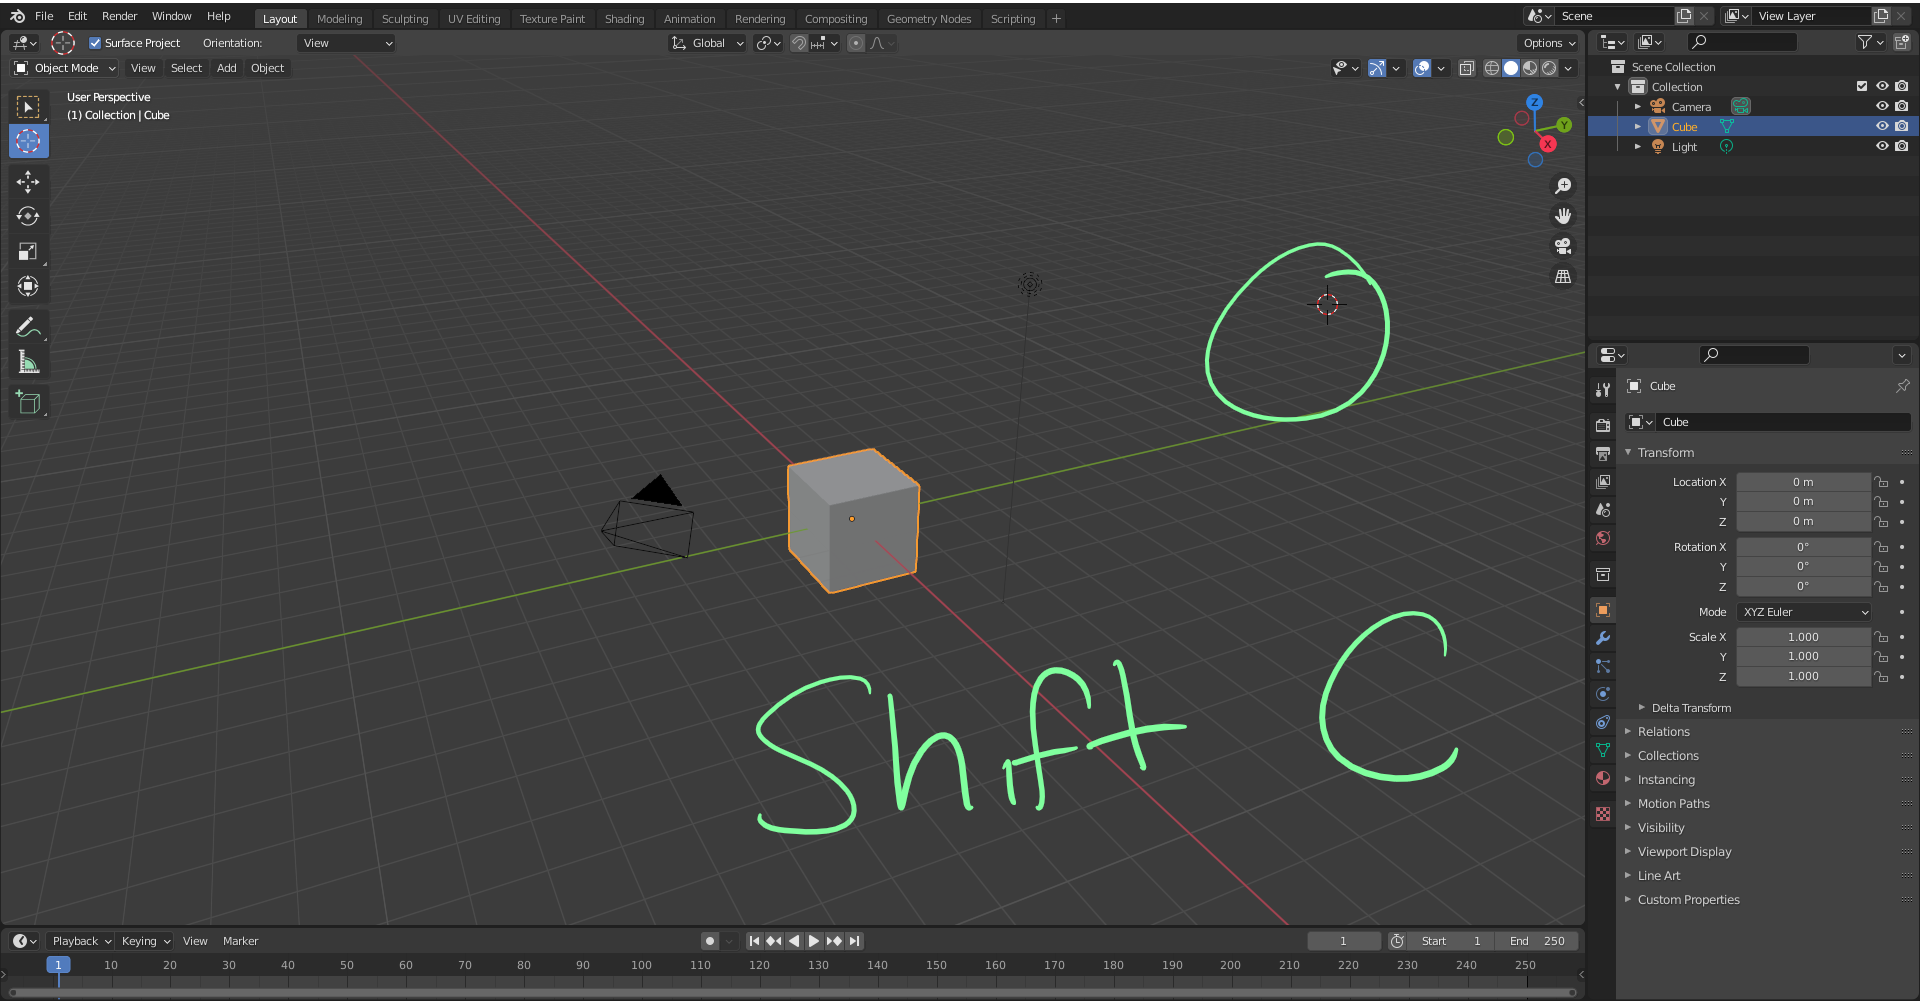 File Edit Render Window Help Layout Modeling Sculpting UV Editing Texture Paint Shading Animation Rendering Compositing Geometry Nodes Scripting + Scene View Layer
Surface Project Orientation: View Global Options
Object Mode View Select Add Object
User Perspective
(1) Collection | Cube
Z
Y
X
Shift C
Scene Collection
Collection
Camera
Cube
Light
Cube
Cube
Transform
Location X 0 m
Y 0 m
Z 0 m
Rotation X 0°
Y 0°
Z 0°
Mode XYZ Euler
Scale X 1.000
Y 1.000
Z 1.000
Delta Transform
Relations
Collections
Instancing
Motion Paths
Visibility
Viewport Display
Line Art
Custom Properties
Playback Keying View Marker 1 Start 1 End 250
1 10 20 30 40 50 60 70 80 90 100 110 120 130 140 150 160 170 180 190 200 210 220 230 240 250